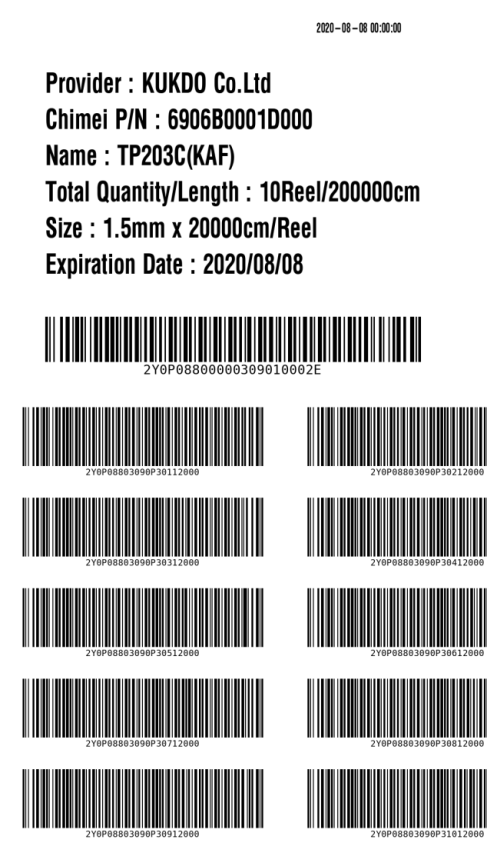 2020-08-08 00:00:00
Provider : KUKDO Co.Ltd
Chimei P/N : 6906B0001D000
Name : TP203C(KAF)
Total Quantity/Length : 10Reel/200000cm
Size : 1.5mm x 20000cm/Reel
Expiration Date : 2020/08/08
2Y0P08800000309010002E
2Y0P08803090P30112000
2Y0P08803090P30212000
2Y0P08803090P30312000
2Y0P08803090P30412000
2Y0P08803090P30512000
2Y0P08803090P30612000
2Y0P08803090P30712000
2Y0P08803090P30812000
2Y0P08803090P30912000
2Y0P08803090P31012000